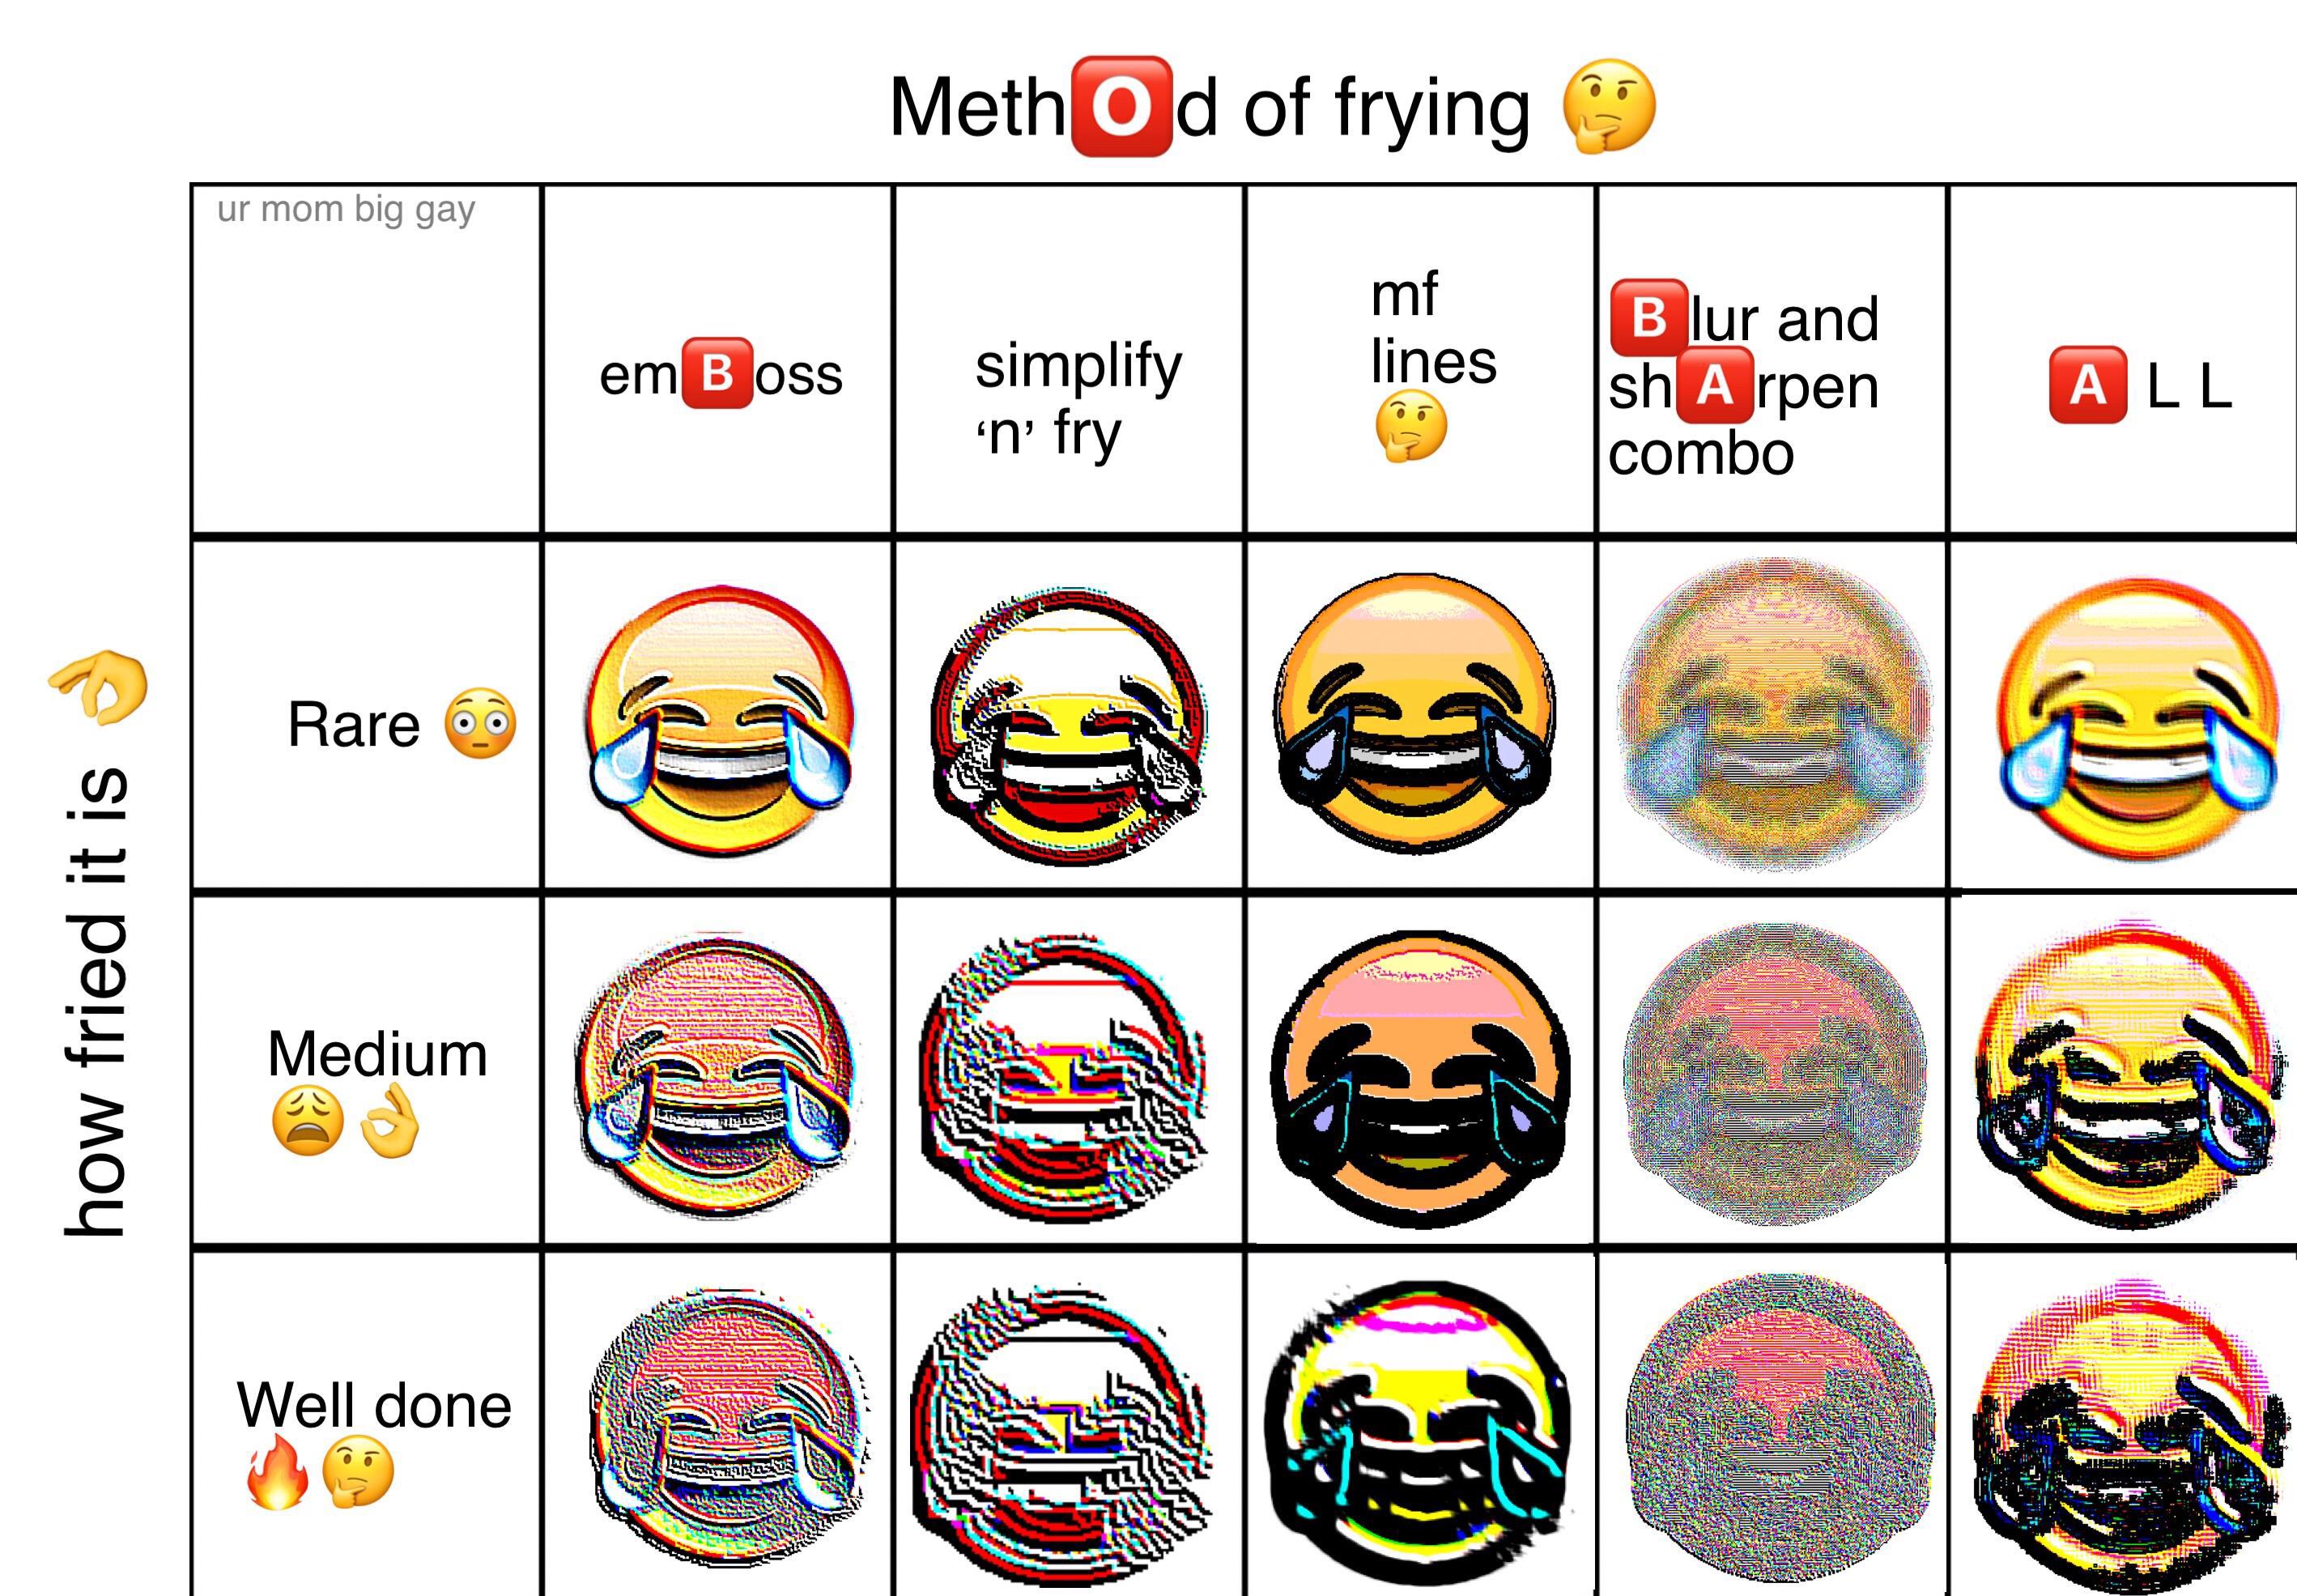 Meth🅾️d of frying 🤔
ur mom big gay
em🅱️oss
simplify
‘n’ fry
mf
lines
🤔
🅱️lur and
sh🅰️rpen
combo
🅰️ L L
how fried it is 👌
Rare 😳
Medium
😩👌
Well done
🔥🤔